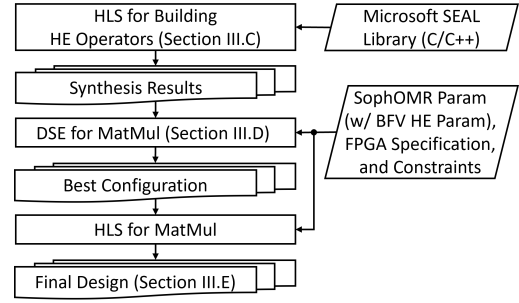 HLS for Building
HE Operators (Section III.C)
Microsoft SEAL
Library (C/C++)
Synthesis Results
DSE for MatMul (Section III.D)
SophOMR Param
(w/ BFV HE Param),
FPGA Specification,
and Constraints
Best Configuration
HLS for MatMul
Final Design (Section III.E)